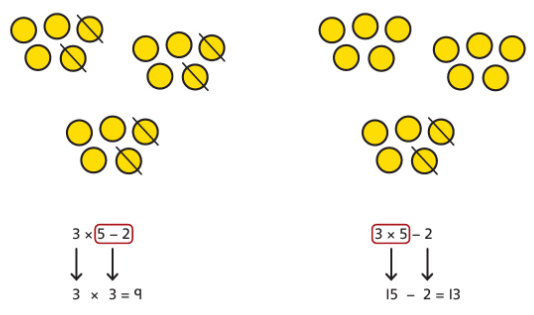 3 × 5 – 2
3 × 3 = 9
3 × 5 – 2
15 – 2 = 13